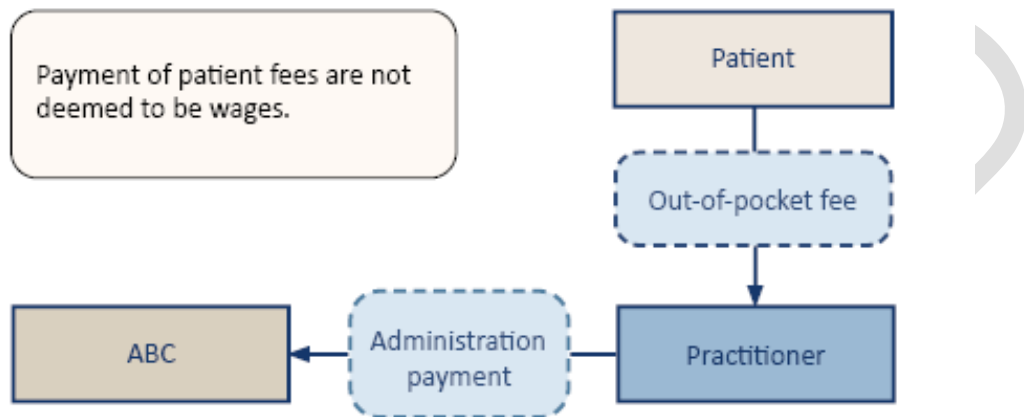 Payment of patient fees are not
deemed to be wages.
Patient
Out-of-pocket fee
ABC
Administration
payment
Practitioner